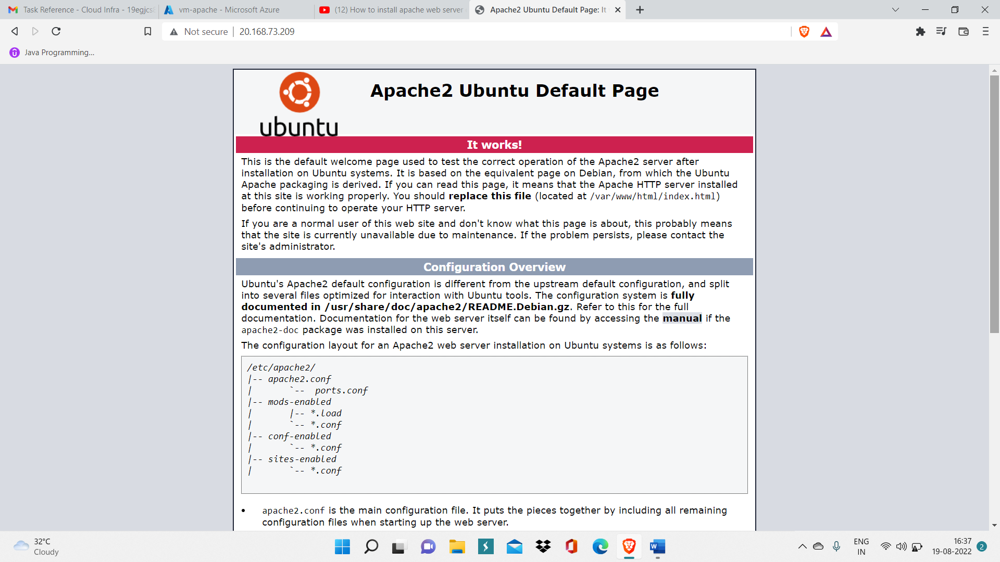 Task Reference - Cloud Infra - 19egjcs
vm-apache - Microsoft Azure
(12) How to install apache web server
Apache2 Ubuntu Default Page: It
Not secure
20.168.73.209
Java Programming...
ubuntu
Apache2 Ubuntu Default Page
It works!
This is the default welcome page used to test the correct operation of the Apache2 server after
installation on Ubuntu systems. It is based on the equivalent page on Debian, from which the Ubuntu
Apache packaging is derived. If you can read this page, it means that the Apache HTTP server installed
at this site is working properly. You should replace this file (located at /var/www/html/index.html)
before continuing to operate your HTTP server.
If you are a normal user of this web site and don't know what this page is about, this probably means
that the site is currently unavailable due to maintenance. If the problem persists, please contact the
site's administrator.
Configuration Overview
Ubuntu's Apache2 default configuration is different from the upstream default configuration, and split
into several files optimized for interaction with Ubuntu tools. The configuration system is fully
documented in /usr/share/doc/apache2/README.Debian.gz. Refer to this for the full
documentation. Documentation for the web server itself can be found by accessing the manual if the
apache2-doc package was installed on this server.
The configuration layout for an Apache2 web server installation on Ubuntu systems is as follows:
/etc/apache2/
|-- apache2.conf
|       `--  ports.conf
|-- mods-enabled
|       |-- *.load
|       `-- *.conf
|-- conf-enabled
|       `-- *.conf
|-- sites-enabled
|       `-- *.conf
• apache2.conf is the main configuration file. It puts the pieces together by including all remaining
configuration files when starting up the web server.
32°C
Cloudy
ENG
IN
16:37
19-08-2022
2